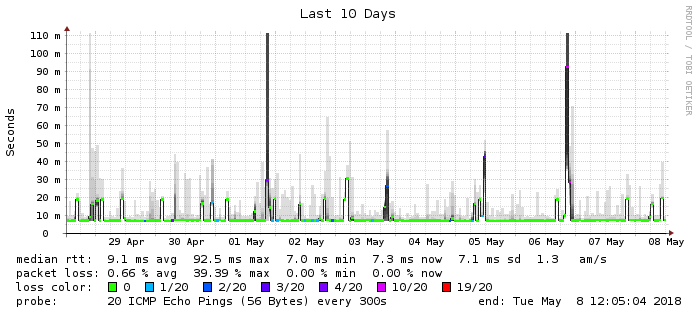 Last 10 Days
RRDTOOL / TOBI OETIKER
Seconds
110 m
100 m
90 m
80 m
70 m
60 m
50 m
40 m
30 m
20 m
10 m
0
29 Apr 30 Apr 01 May 02 May 03 May 04 May 05 May 06 May 07 May 08 May
median rtt: 9.1 ms avg 92.5 ms max 7.0 ms min 7.3 ms now 7.1 ms sd 1.3 am/s
packet loss: 0.66 % avg 39.39 % max 0.00 % min 0.00 % now
loss color: 0 1/20 2/20 3/20 4/20 10/20 19/20
probe: 20 ICMP Echo Pings (56 Bytes) every 300s end: Tue May 8 12:05:04 2018